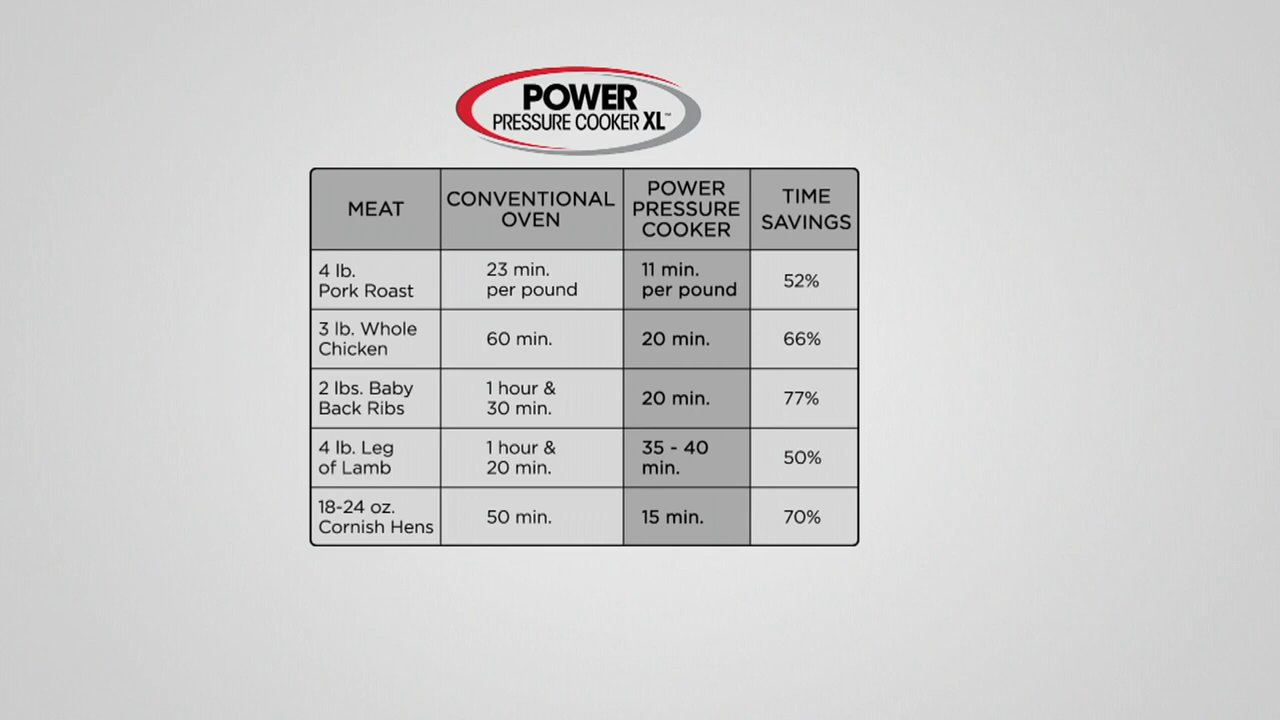 POWER
PRESSURE COOKER XL™
MEAT
CONVENTIONAL
OVEN
POWER
PRESSURE
COOKER
TIME
SAVINGS
4 lb.
Pork Roast
23 min.
per pound
11 min.
per pound
52%
3 lb. Whole
Chicken
60 min.
20 min.
66%
2 lbs. Baby
Back Ribs
1 hour &
30 min.
20 min.
77%
4 lb. Leg
of Lamb
1 hour &
20 min.
35 - 40
min.
50%
18-24 oz.
Cornish Hens
50 min.
15 min.
70%